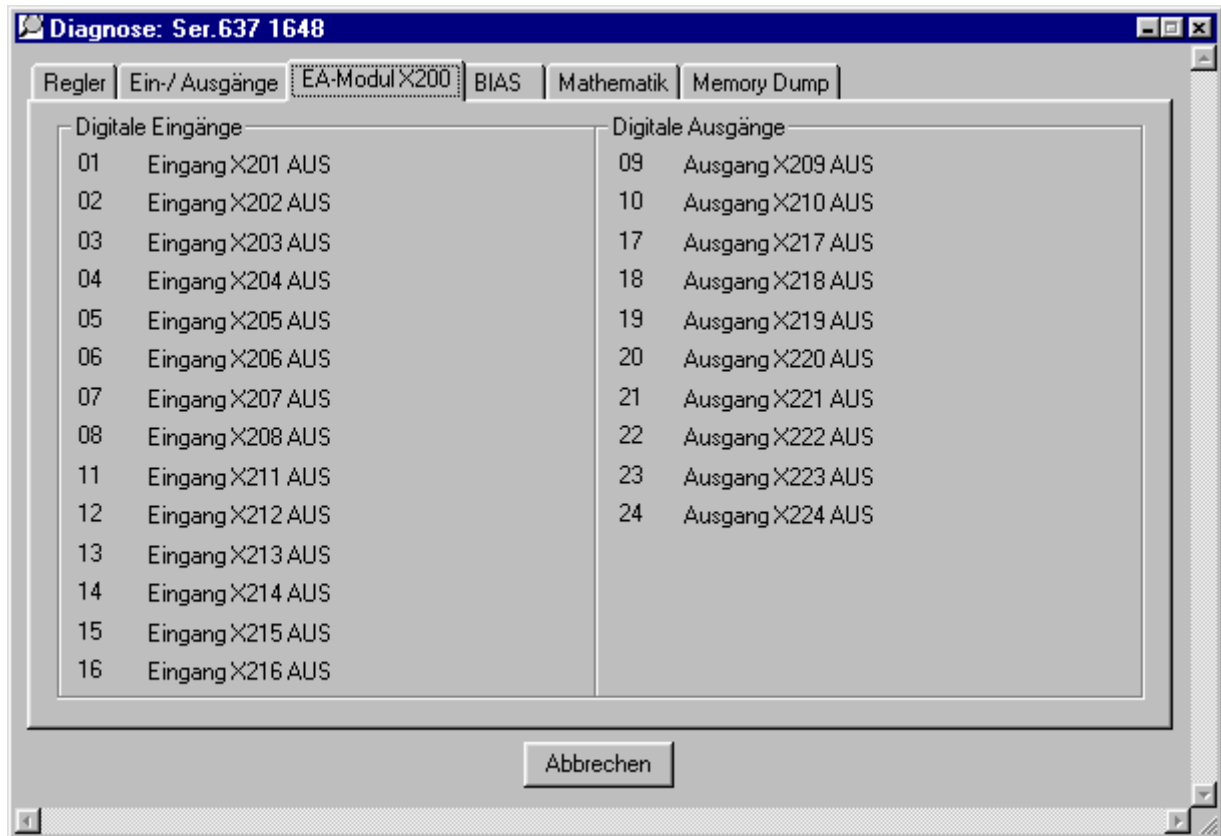 Diagnose: Ser.637 1648
Regler Ein-/ Ausgänge EA-Modul X200 BIAS Mathematik Memory Dump
Digitale Eingänge
01 Eingang X201 AUS
02 Eingang X202 AUS
03 Eingang X203 AUS
04 Eingang X204 AUS
05 Eingang X205 AUS
06 Eingang X206 AUS
07 Eingang X207 AUS
08 Eingang X208 AUS
11 Eingang X211 AUS
12 Eingang X212 AUS
13 Eingang X213 AUS
14 Eingang X214 AUS
15 Eingang X215 AUS
16 Eingang X216 AUS
Digitale Ausgänge
09 Ausgang X209 AUS
10 Ausgang X210 AUS
17 Ausgang X217 AUS
18 Ausgang X218 AUS
19 Ausgang X219 AUS
20 Ausgang X220 AUS
21 Ausgang X221 AUS
22 Ausgang X222 AUS
23 Ausgang X223 AUS
24 Ausgang X224 AUS
Abbrechen